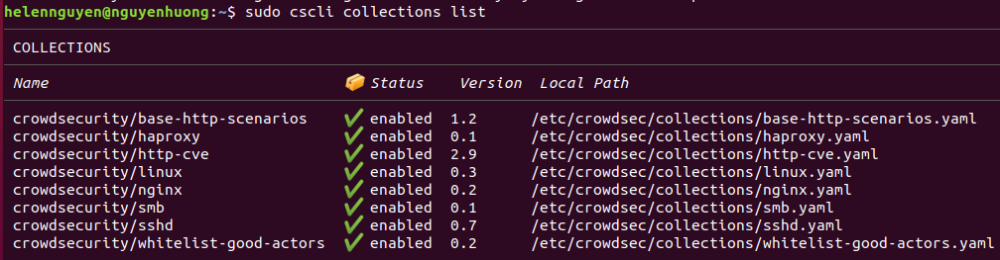 helennguyen@nguyenhuong:~$ sudo cscli collections list
COLLECTIONS
Name 📦 Status Version Local Path
crowdsecurity/base-http-scenarios ✔ enabled 1.2 /etc/crowdsec/collections/base-http-scenarios.yaml
crowdsecurity/haproxy ✔ enabled 0.1 /etc/crowdsec/collections/haproxy.yaml
crowdsecurity/http-cve ✔ enabled 2.9 /etc/crowdsec/collections/http-cve.yaml
crowdsecurity/linux ✔ enabled 0.3 /etc/crowdsec/collections/linux.yaml
crowdsecurity/nginx ✔ enabled 0.2 /etc/crowdsec/collections/nginx.yaml
crowdsecurity/smb ✔ enabled 0.1 /etc/crowdsec/collections/smb.yaml
crowdsecurity/sshd ✔ enabled 0.7 /etc/crowdsec/collections/sshd.yaml
crowdsecurity/whitelist-good-actors ✔ enabled 0.2 /etc/crowdsec/collections/whitelist-good-actors.yaml